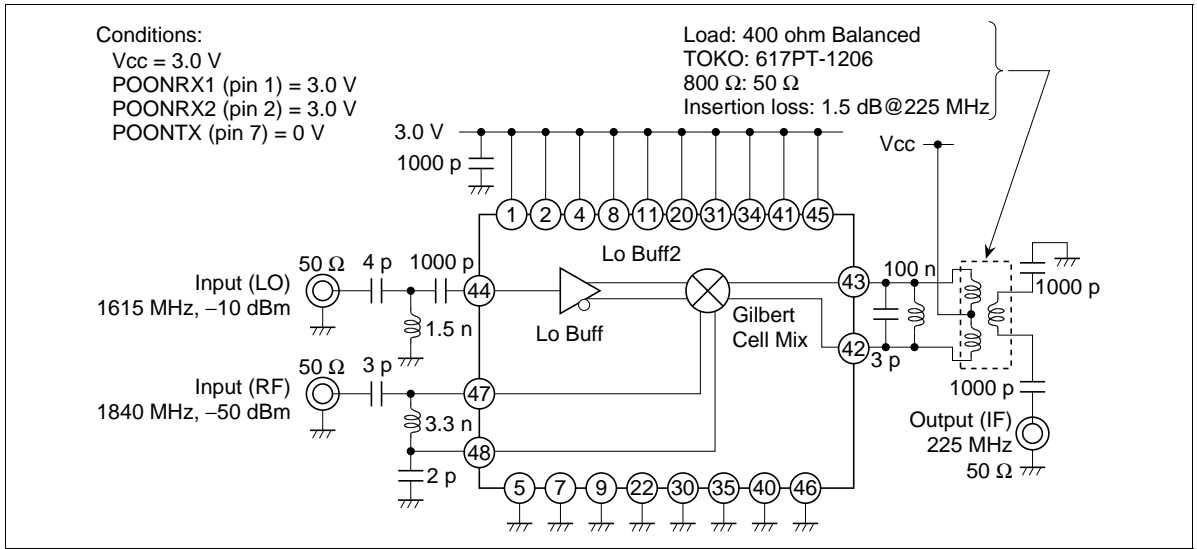 Conditions:
Vcc = 3.0 V
POONRX1 (pin 1) = 3.0 V
POONRX2 (pin 2) = 3.0 V
POONTX (pin 7) = 0 V
Load: 400 ohm Balanced
TOKO: 617PT-1206
800 Ω: 50 Ω
Insertion loss: 1.5 dB@225 MHz
3.0 V
1000 p
Vcc
1 2 4 8 11 20 31 34 41 45
Lo Buff2
50 Ω 4 p 1000 p
Input (LO)
1615 MHz, −10 dBm
44
1.5 n
Lo Buff
Gilbert
Cell Mix
43
100 n
42
3 p
1000 p
50 Ω 3 p
Input (RF)
1840 MHz, −50 dBm
47
3.3 n
48
2 p
1000 p
Output (IF)
225 MHz
50 Ω
5 7 9 22 30 35 40 46